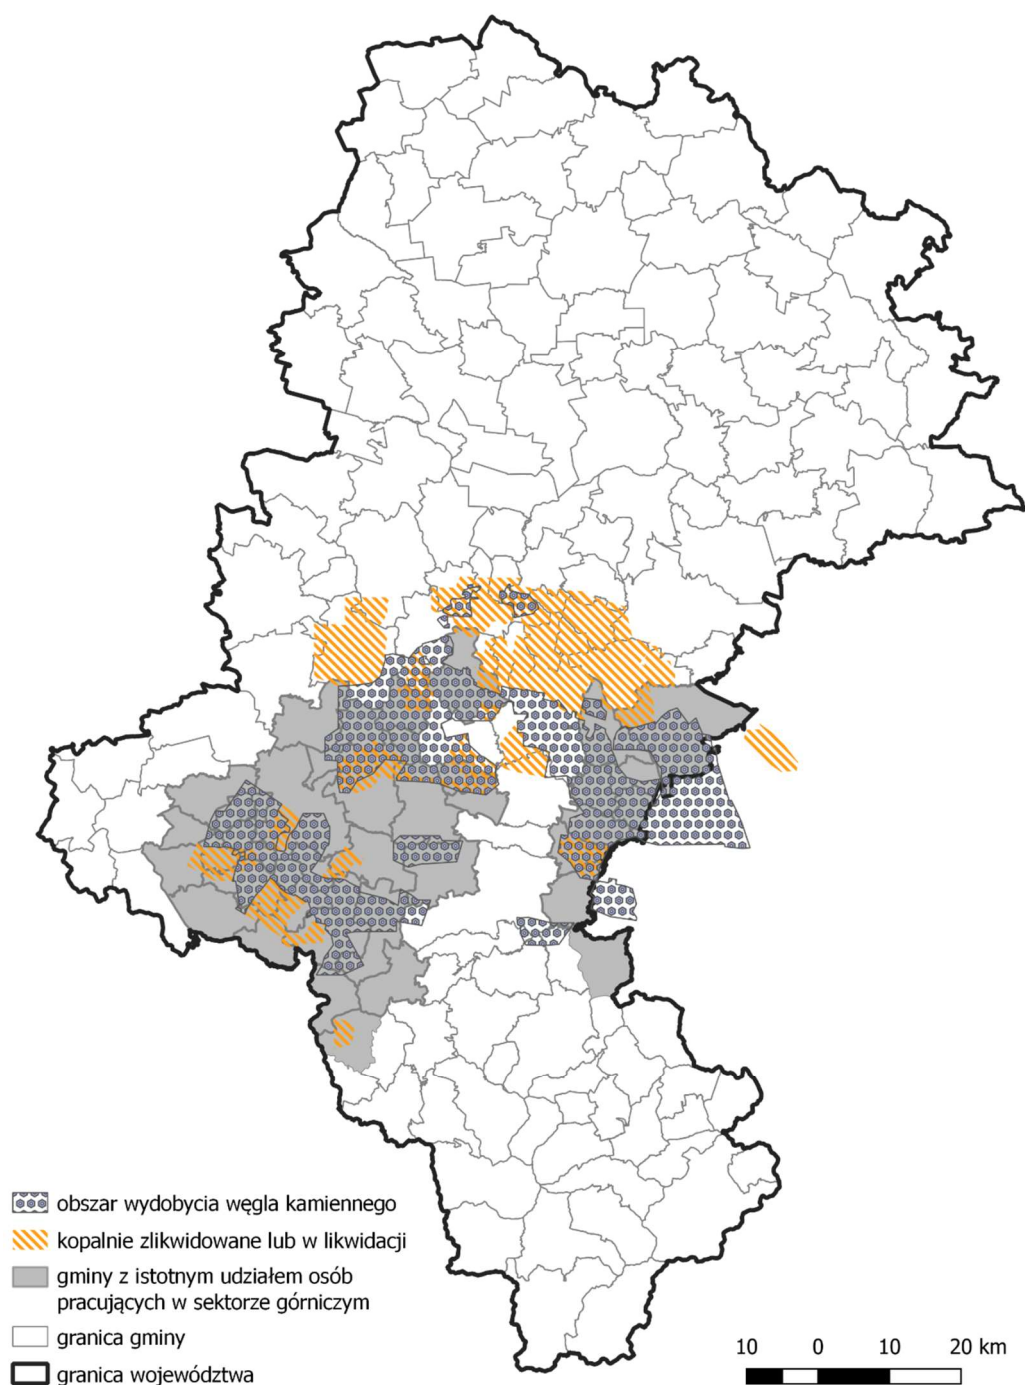 obszar wydobycia węgla kamiennego
kopalnie zlikwidowane lub w likwidacji
gminy z istotnym udziałem osób
pracujących w sektorze górniczym
granica gminy
granica województwa
10 0 10 20 km